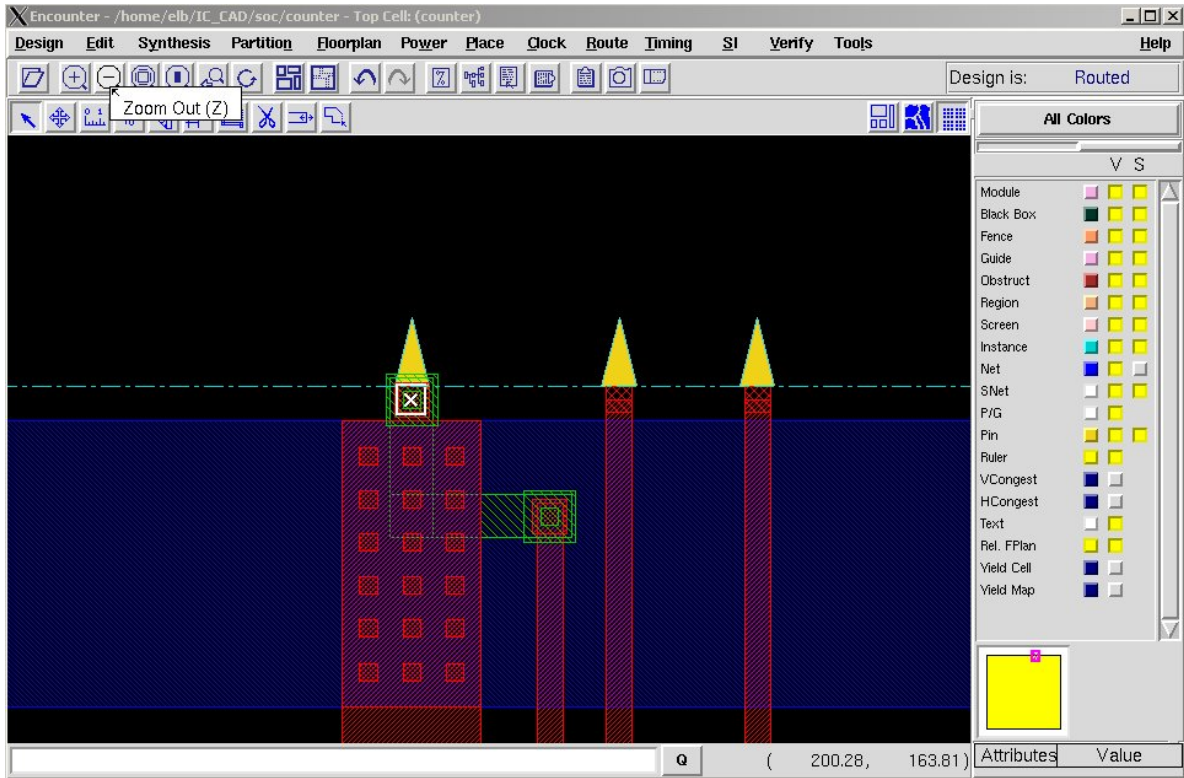 Encounter - /home/elb/IC_CAD/soc/counter - Top Cell: (counter)
Design Edit Synthesis Partition Floorplan Power Place Clock Route Timing SI Verify Tools Help
Design is: Routed
Zoom Out (Z)
All Colors
V S
Module
Black Box
Fence
Guide
Obstruct
Region
Screen
Instance
Net
SNet
P/G
Pin
Ruler
VCongest
HCongest
Text
Rel. FPlan
Yield Cell
Yield Map
Q ( 200.28, 163.81)
Attributes Value